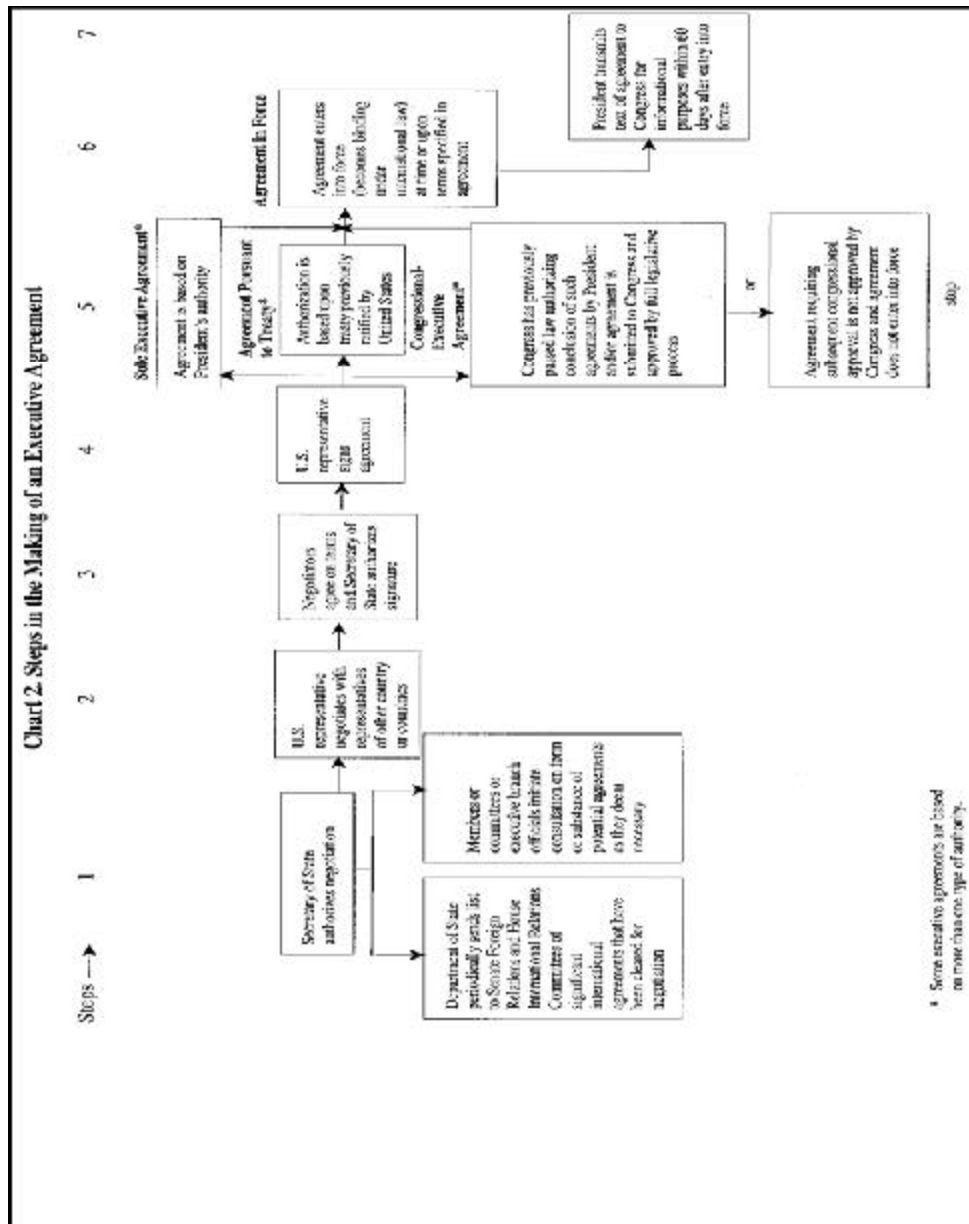 Chart 2. Steps in the Making of an Executive Agreement
Steps
1
2
3
4
5
6
7
Secretary of State
authorizes negotiation
Department of State
periodically sends list
to Senate Foreign
Relations and House
International Relations
Committees of
significant
international
agreements that have
been cleared for
negotiation
Members or
committees or
executive branch
officials initiate
consultation on form
or substance of
potential agreements
as they deem
necessary
U.S.
representative
negotiates with
representatives
of other country
or countries
Negotiators
agree on terms
and Secretary of
State authorizes
signature
U.S.
representative
signs
agreement
Sole Executive Agreement*
Agreement is based on
President's authority
Agreement Pursuant
to Treaty*
Authorization is
based upon
treaty previously
ratified by
United States
Congressional-
Executive
Agreement*
Congress has previously
passed law authorizing
conclusion of such
agreements by President
and/or agreement is
submitted to Congress and
approved by full legislative
process
or
Agreement requiring
subsequent congressional
approval is not approved by
Congress and agreement
does not enter into force
stop
Agreement in Force
Agreement enters
into force
(becomes binding
under
international law)
at time or upon
terms specified in
agreement
President transmits
text of agreement to
Congress for
informational
purposes within 60
days after entry into
force
* Some executive agreements are based
on more than one type of authority.